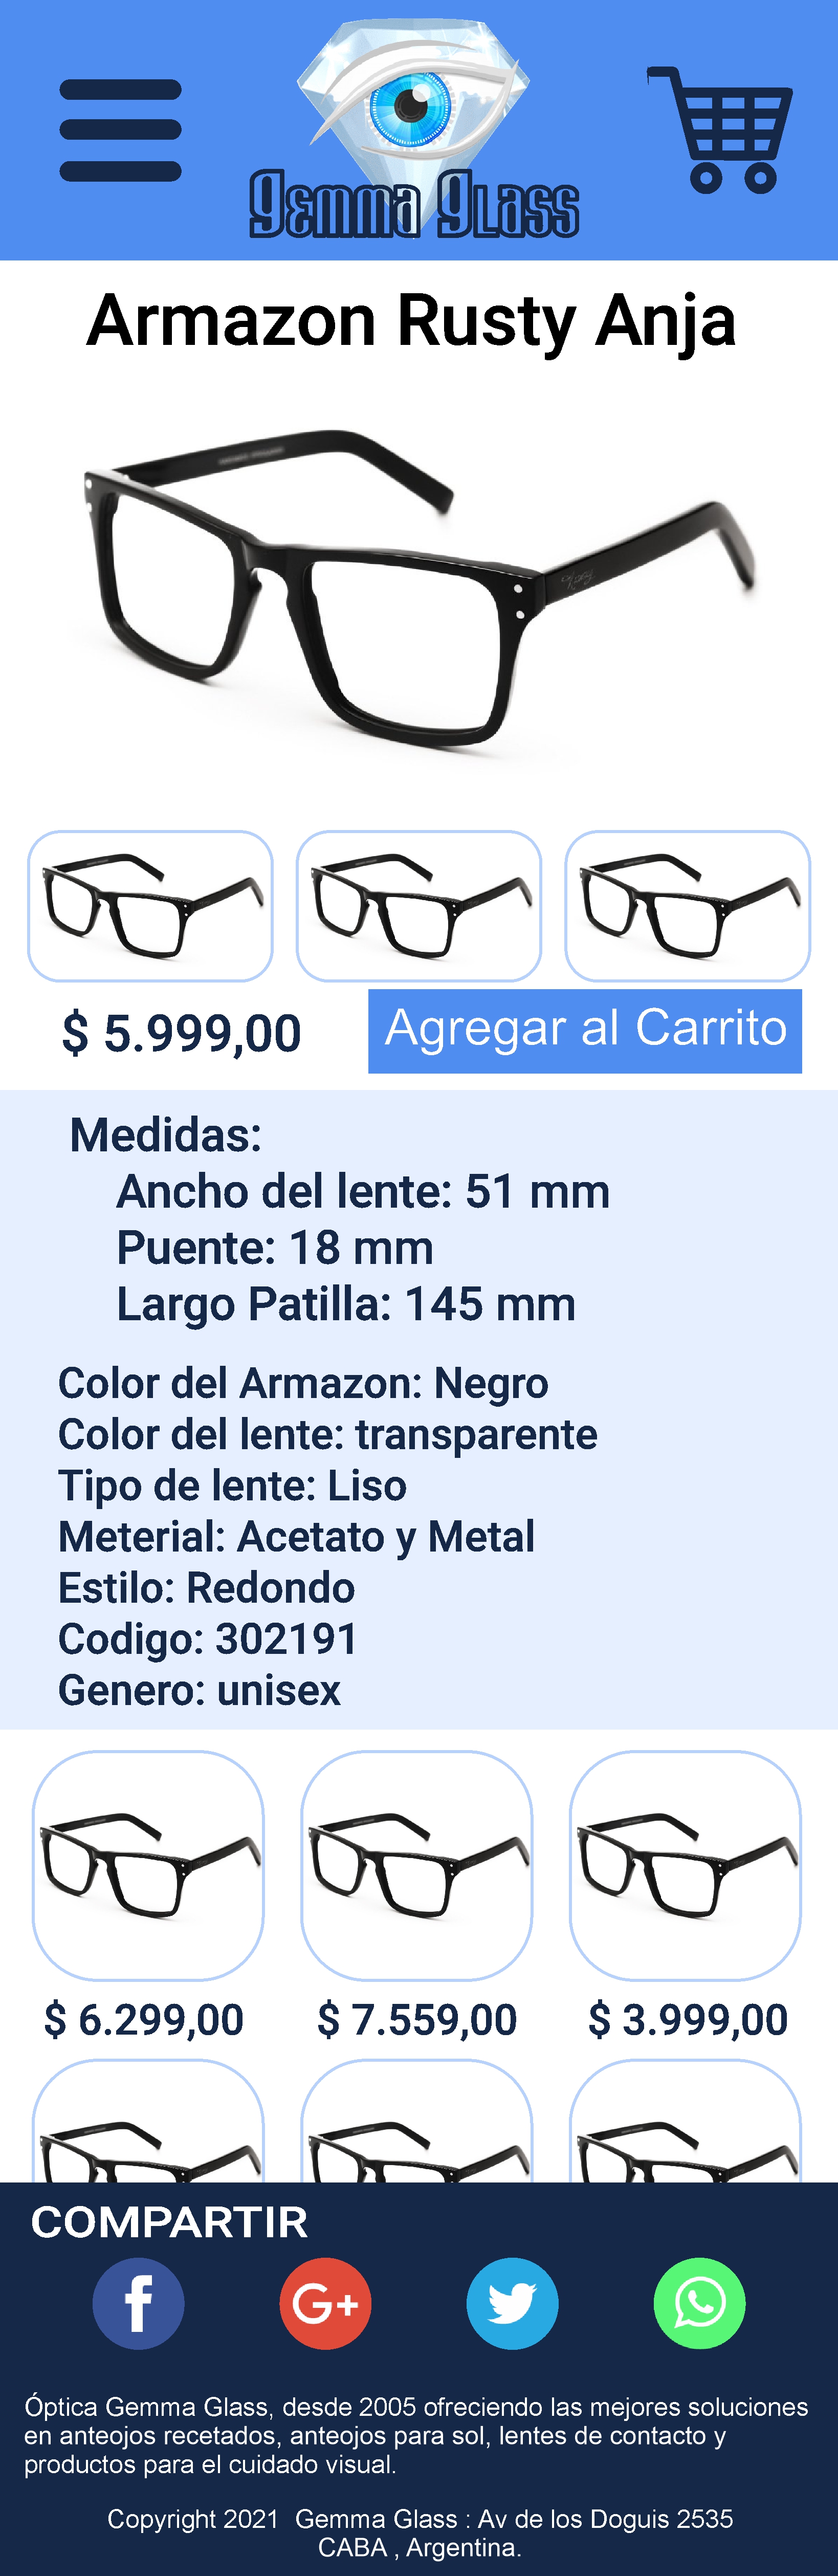 Gemma Glass
Armazon Rusty Anja
$ 5.999,00
Agregar al Carrito
Medidas:
Ancho del lente: 51 mm
Puente: 18 mm
Largo Patilla: 145 mm
Color del Armazon: Negro
Color del lente: transparente
Tipo de lente: Liso
Meterial: Acetato y Metal
Estilo: Redondo
Codigo: 302191
Genero: unisex
$ 6.299,00
$ 7.559,00
$ 3.999,00
COMPARTIR
f
G+
Óptica Gemma Glass, desde 2005 ofreciendo las mejores soluciones
en anteojos recetados, anteojos para sol, lentes de contacto y
productos para el cuidado visual.
Copyright 2021 Gemma Glass : Av de los Doguis 2535
CABA , Argentina.